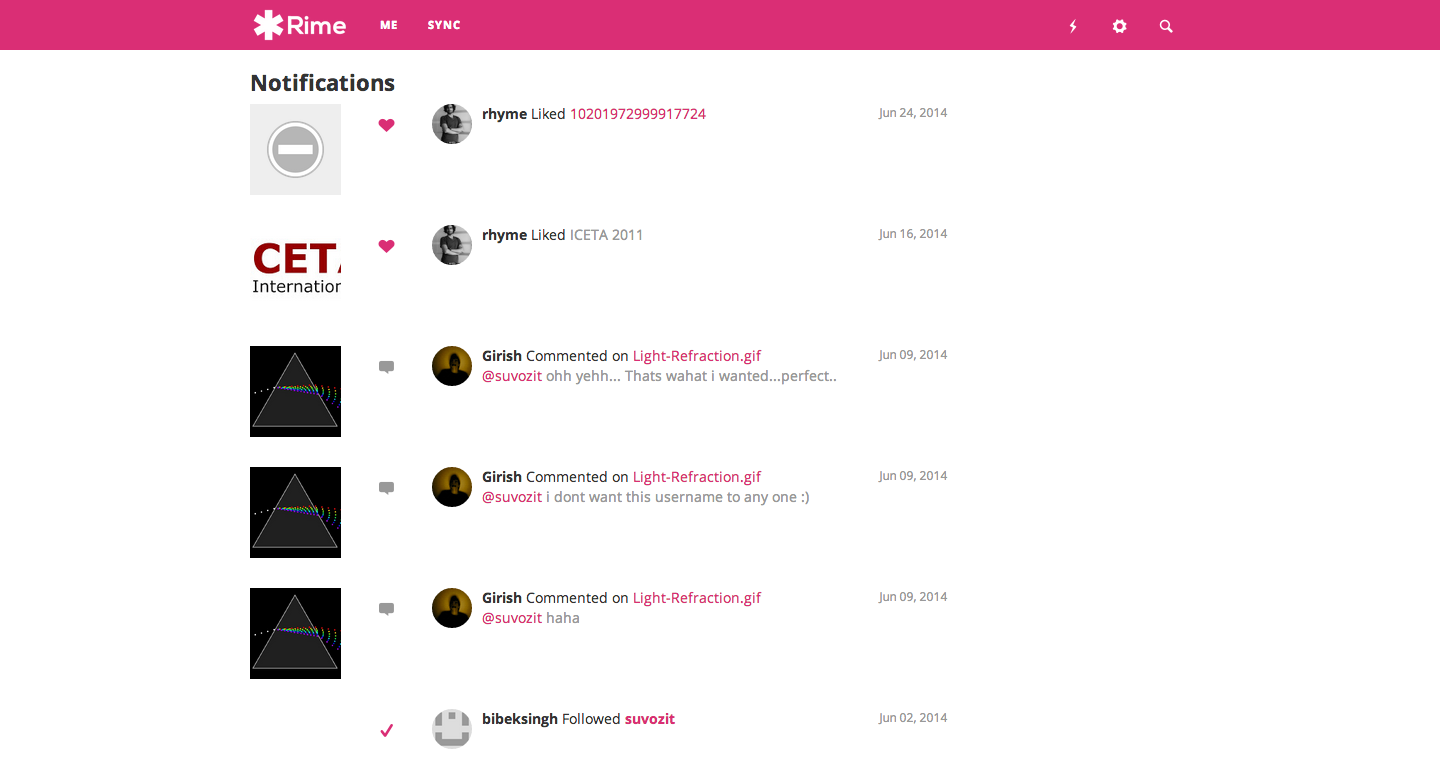 Rime ME SYNC
Notifications
rhyme Liked 10201972999917724 Jun 24, 2014
rhyme Liked ICETA 2011 Jun 16, 2014
CETA
Internation
Girish Commented on Light-Refraction.gif Jun 09, 2014
@suvozit ohh yehh... Thats wahat i wanted...perfect..
Girish Commented on Light-Refraction.gif Jun 09, 2014
@suvozit i dont want this username to any one :)
Girish Commented on Light-Refraction.gif Jun 09, 2014
@suvozit haha
bibeksingh Followed suvozit Jun 02, 2014